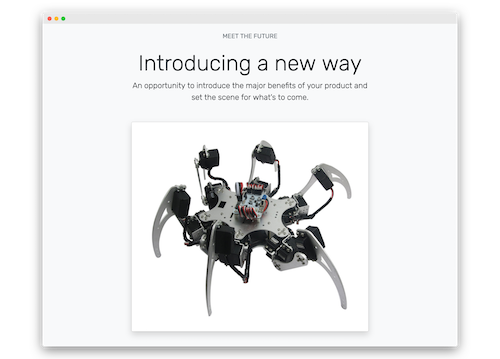 MEET THE FUTURE
Introducing a new way
An opportunity to introduce the major benefits of your product and
set the scene for what's to come.